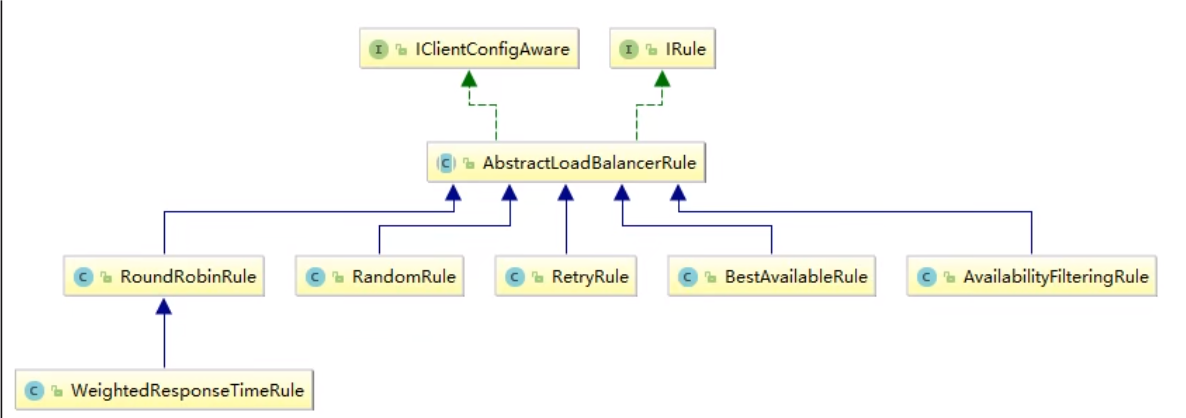 I IClientConfigAware
I IRule
C AbstractLoadBalancerRule
C RoundRobinRule
C RandomRule
C RetryRule
C BestAvailableRule
C AvailabilityFilteringRule
C WeightedResponseTimeRule